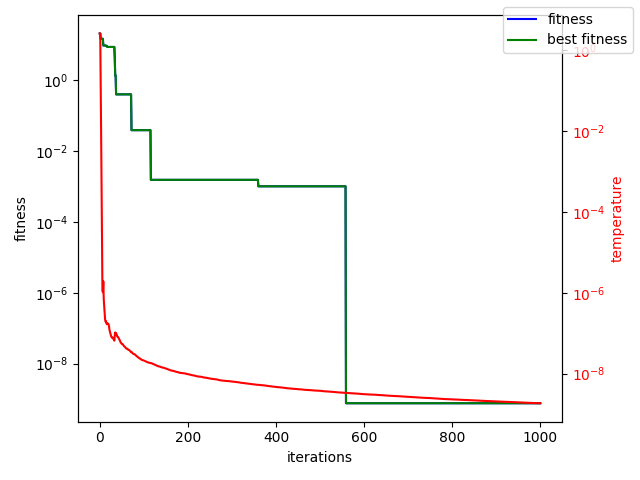 fitness
best fitness
10⁰
10⁻²
10⁻⁴
10⁻⁶
10⁻⁸
fitness
10⁰
10⁻²
10⁻⁴
10⁻⁶
10⁻⁸
temperature
0 200 400 600 800 1000
iterations